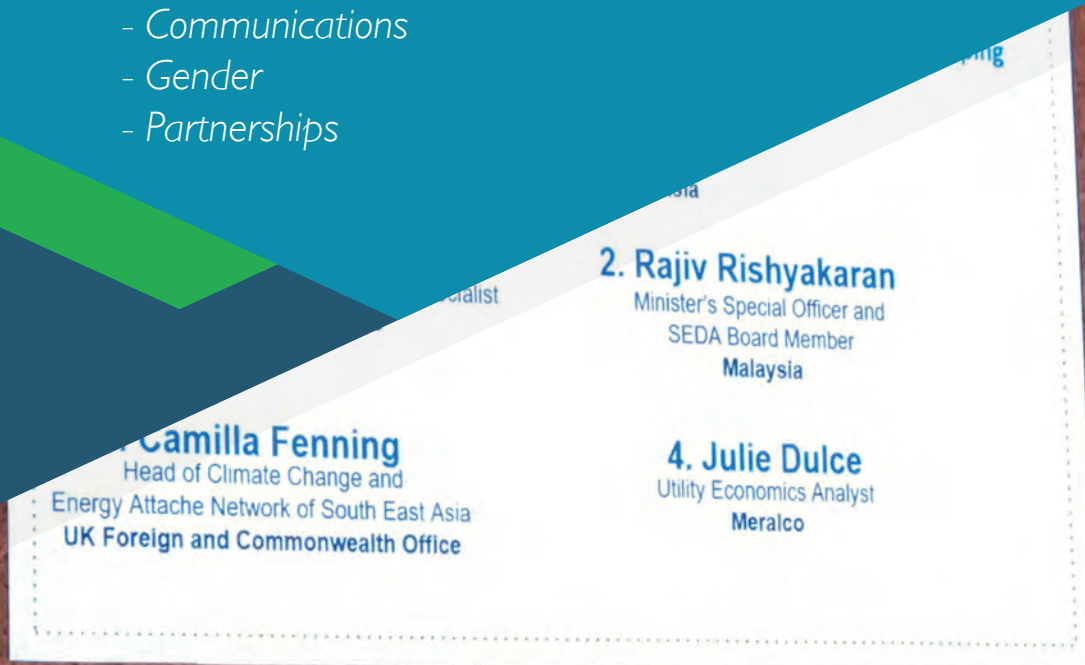 - Communications
- Gender
- Partnerships
2. Rajiv Rishyakaran
Minister's Special Officer and
SEDA Board Member
Malaysia
Camilla Fenning
Head of Climate Change and
Energy Attache Network of South East Asia
UK Foreign and Commonwealth Office
4. Julie Dulce
Utility Economics Analyst
Meralco